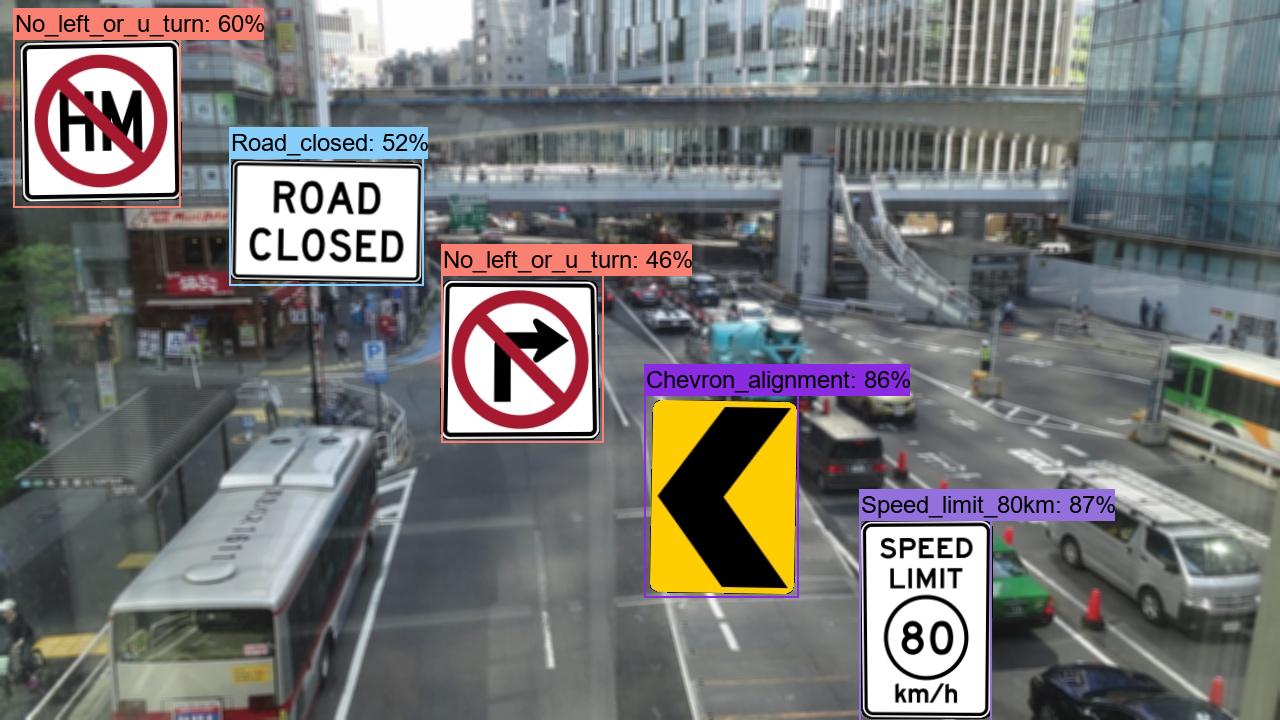 No_left_or_u_turn: 60%
HM
Road_closed: 52%
ROAD
CLOSED
No_left_or_u_turn: 46%
Chevron_alignment: 86%
Speed_limit_80km: 87%
SPEED
LIMIT
80
km/h
P